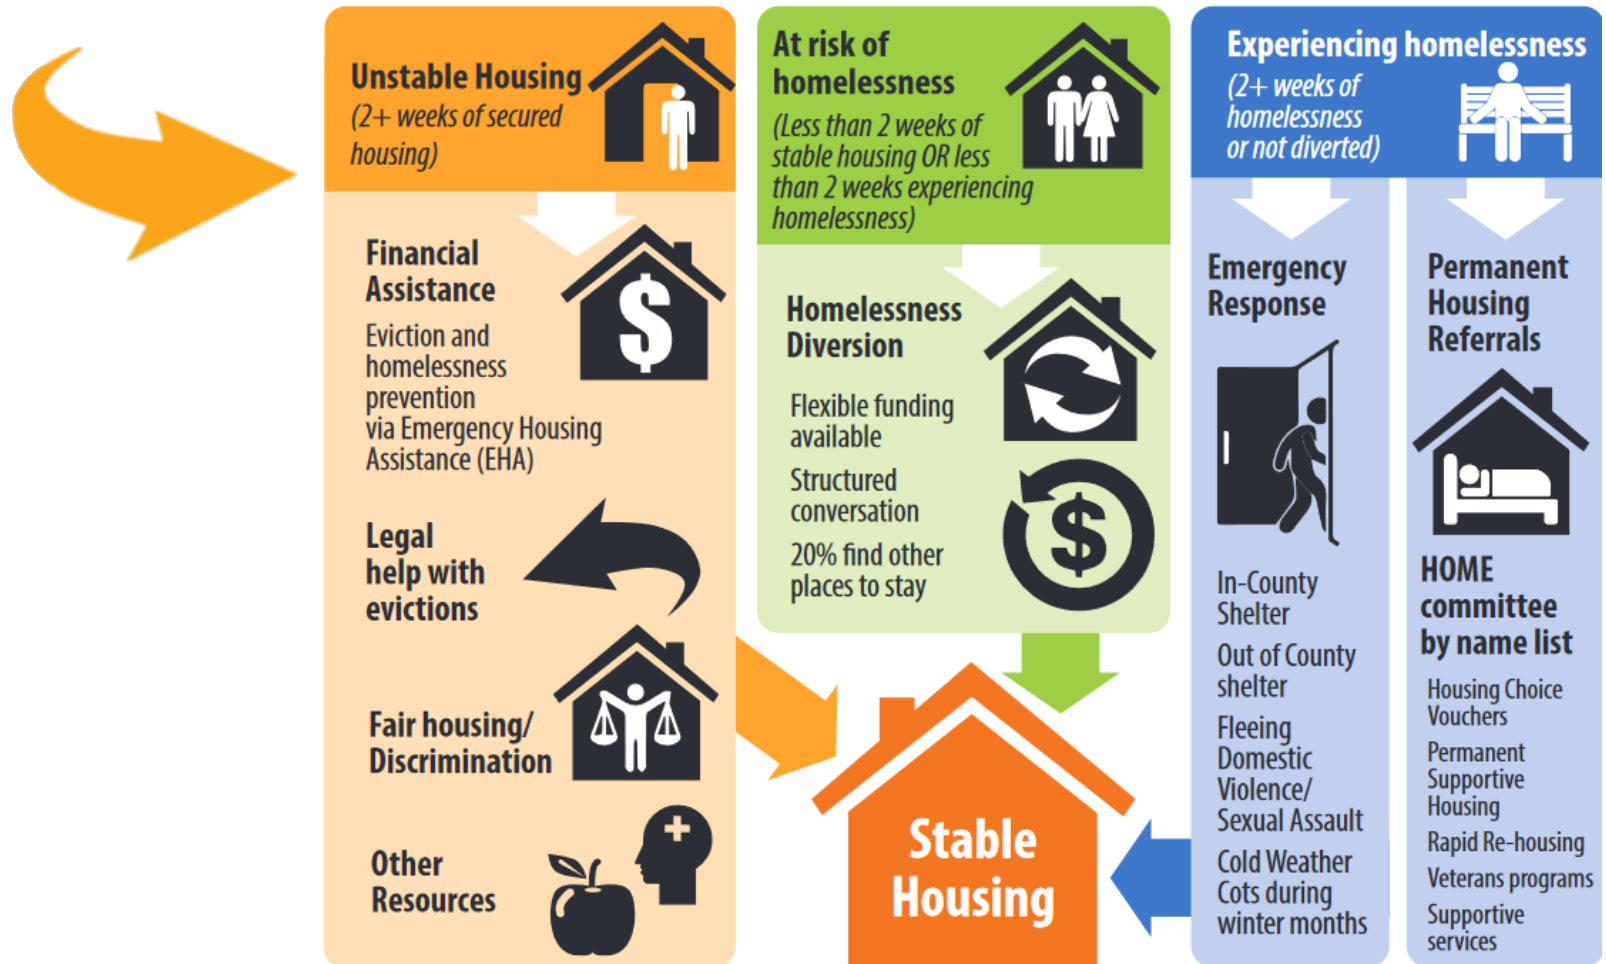 Unstable Housing
(2+ weeks of secured
housing)
Financial
Assistance
Eviction and
homelessness
prevention
via Emergency Housing
Assistance (EHA)
Legal
help with
evictions
Fair housing/
Discrimination
Other
Resources
At risk of
homelessness
(Less than 2 weeks of
stable housing OR less
than 2 weeks experiencing
homelessness)
Homelessness
Diversion
Flexible funding
available
Structured
conversation
20% find other
places to stay
Experiencing homelessness
(2+ weeks of
homelessness
or not diverted)
Emergency
Response
In-County
Shelter
Out of County
shelter
Fleeing
Domestic
Violence/
Sexual Assault
Cold Weather
Cots during
winter months
Permanent
Housing
Referrals
HOME
committee
by name list
Housing Choice
Vouchers
Permanent
Supportive
Housing
Rapid Re-housing
Veterans programs
Supportive
services
Stable
Housing